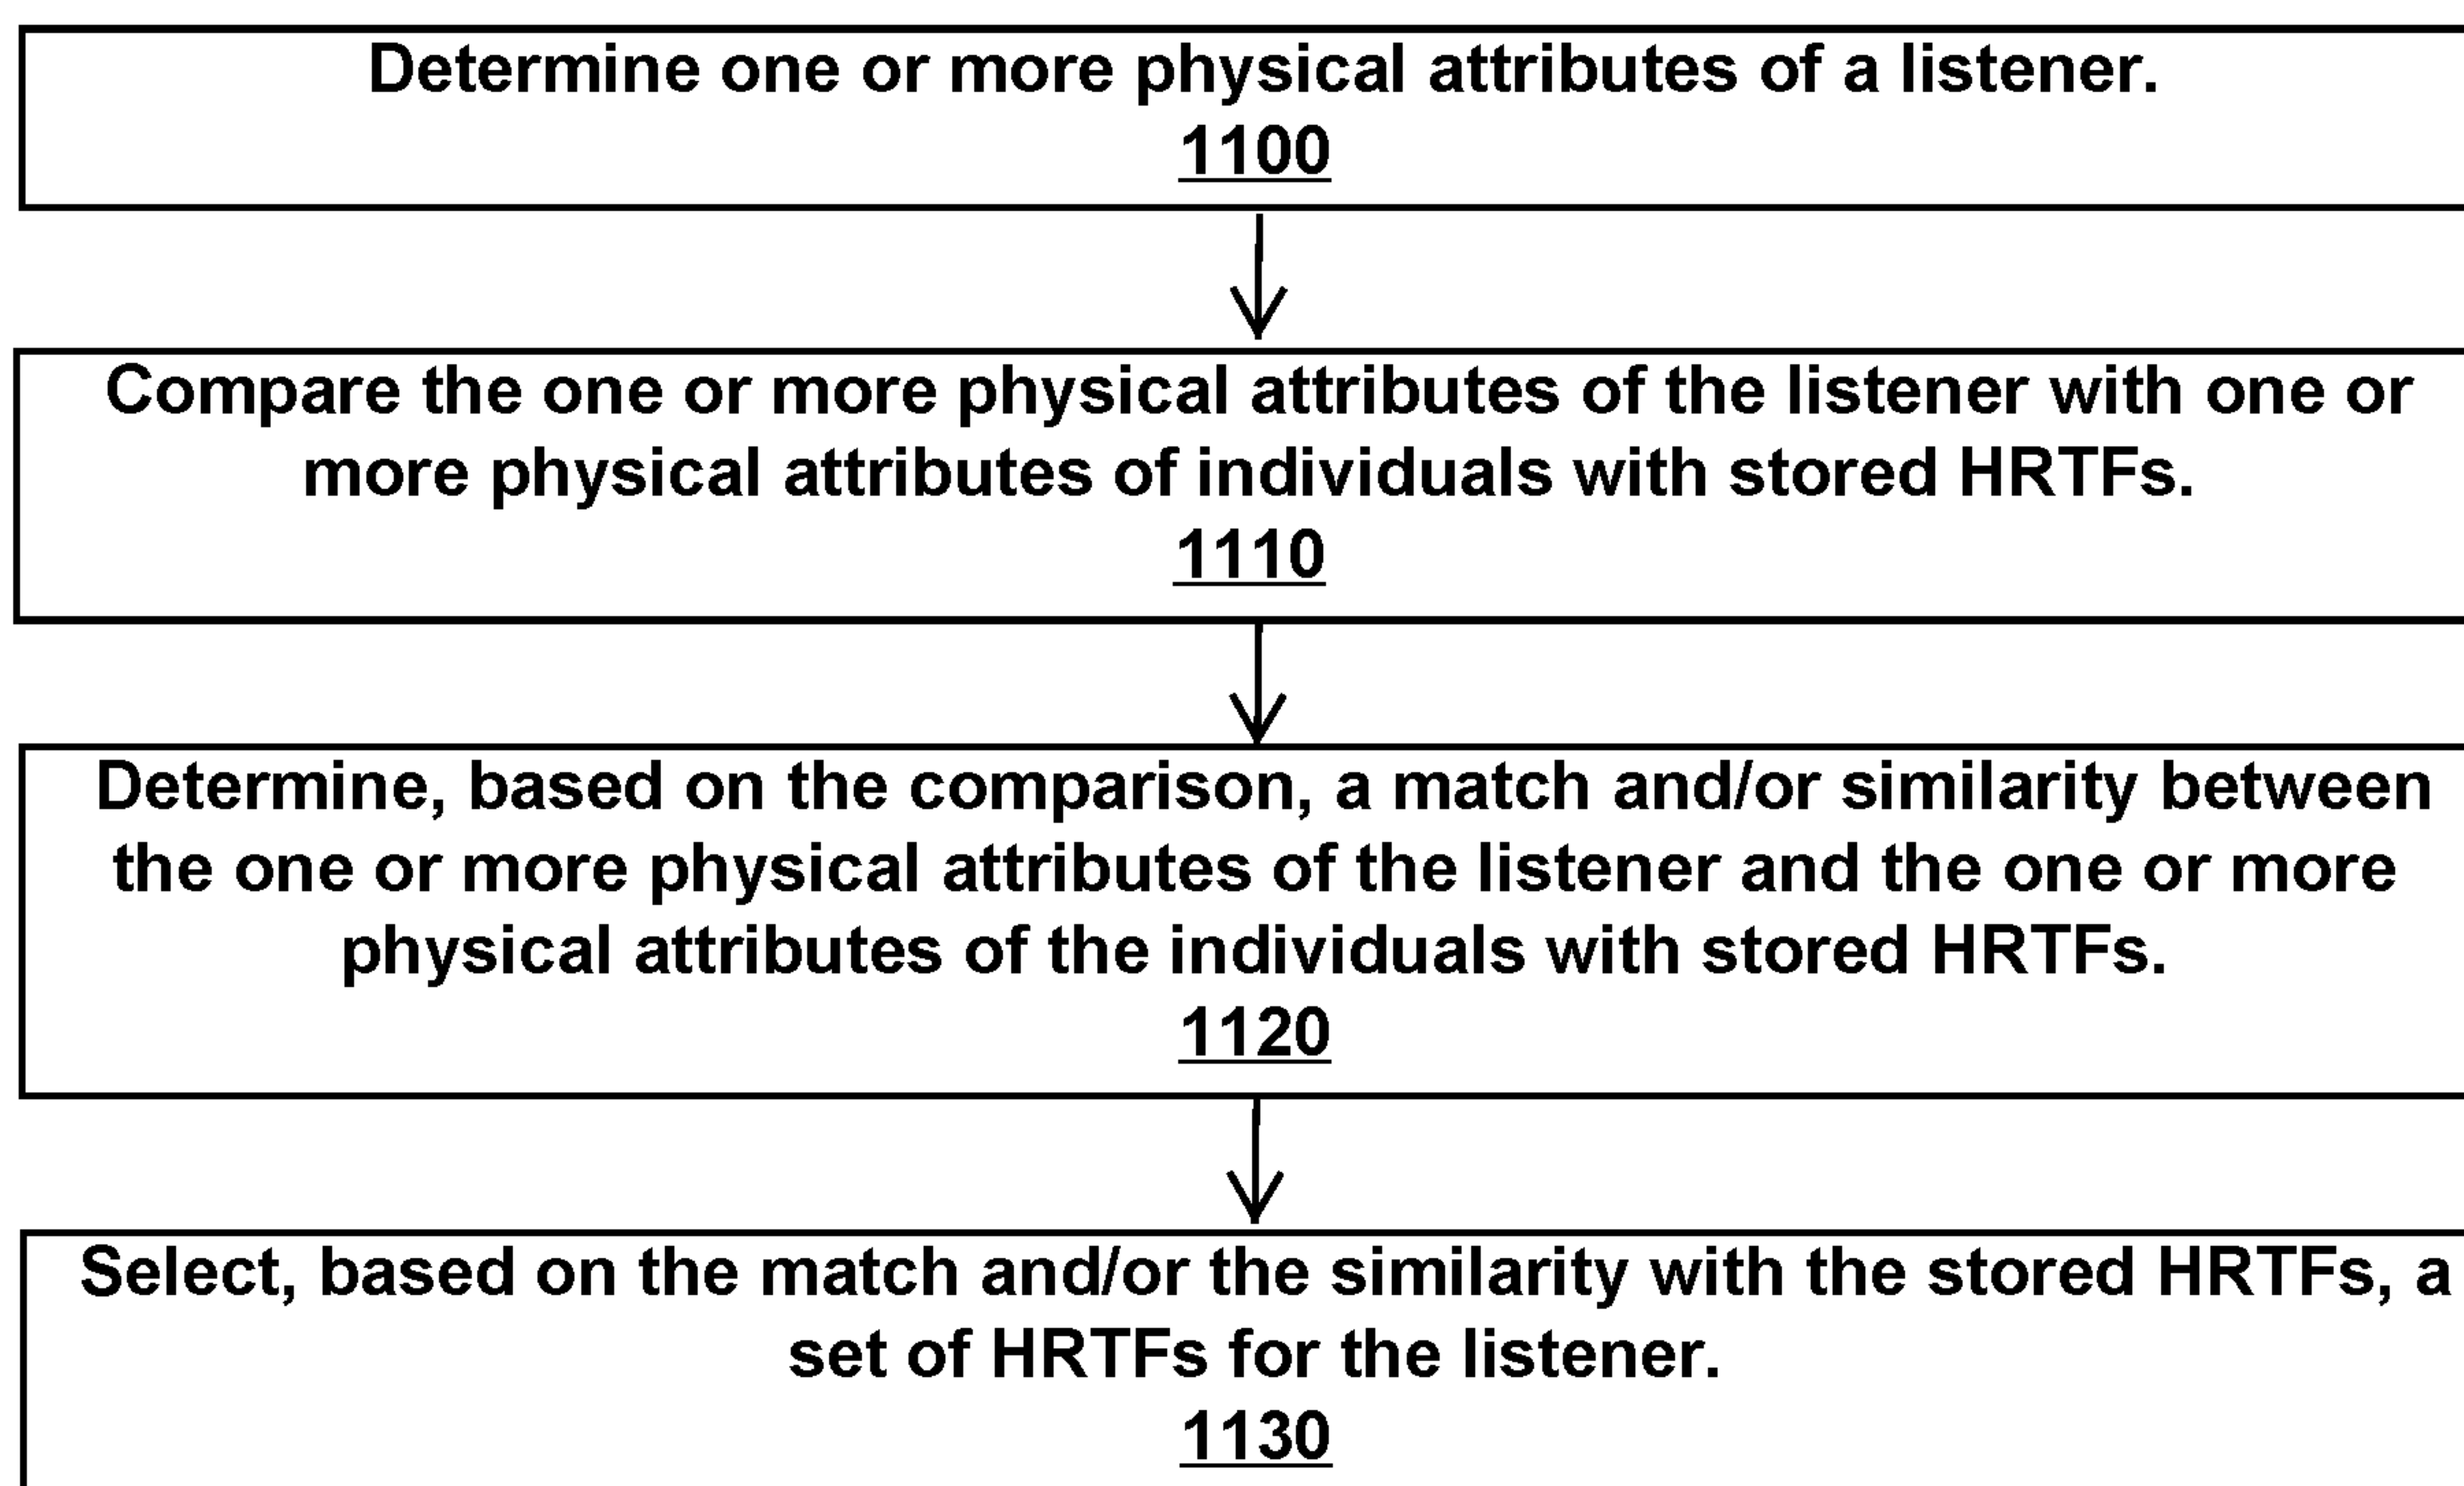 Determine one or more physical attributes of a listener.
1100
Compare the one or more physical attributes of the listener with one or
more physical attributes of individuals with stored HRTFs.
1110
Determine, based on the comparison, a match and/or similarity between
the one or more physical attributes of the listener and the one or more
physical attributes of the individuals with stored HRTFs.
1120
Select, based on the match and/or the similarity with the stored HRTFs, a
set of HRTFs for the listener.
1130